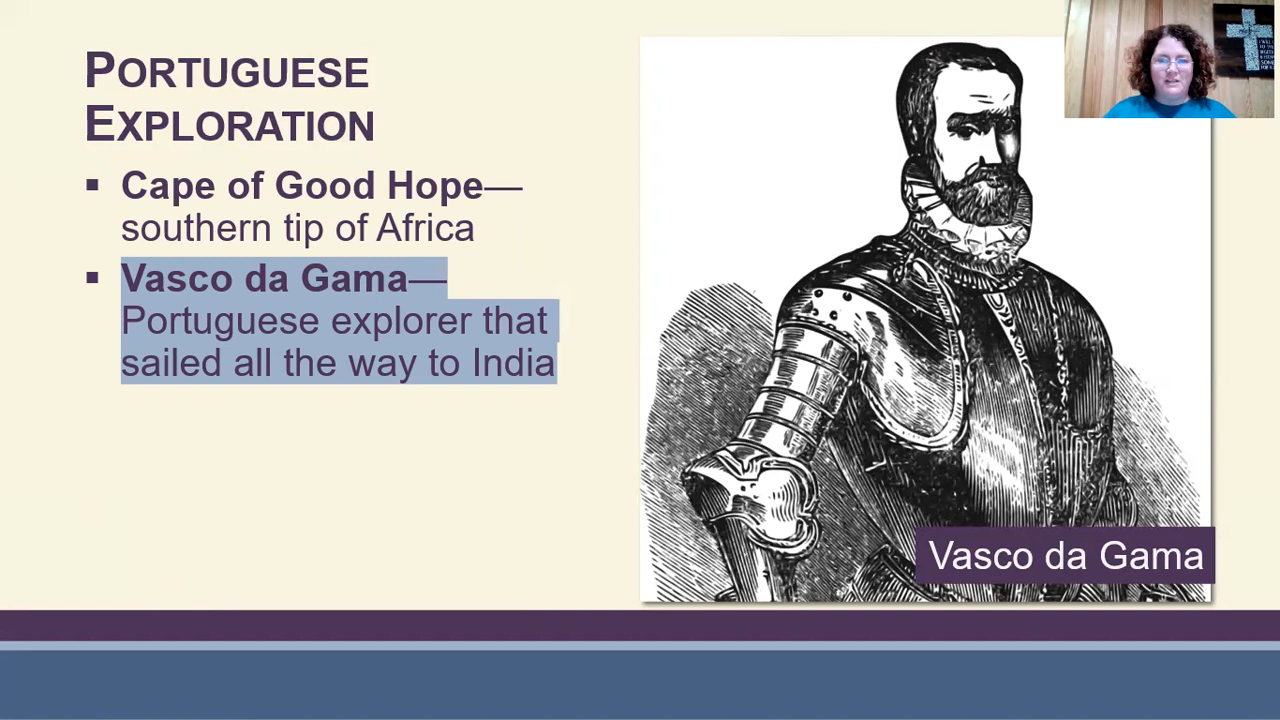 PORTUGUESE
EXPLORATION
▪ Cape of Good Hope—
southern tip of Africa
▪ Vasco da Gama—
Portuguese explorer that
sailed all the way to India
Vasco da Gama